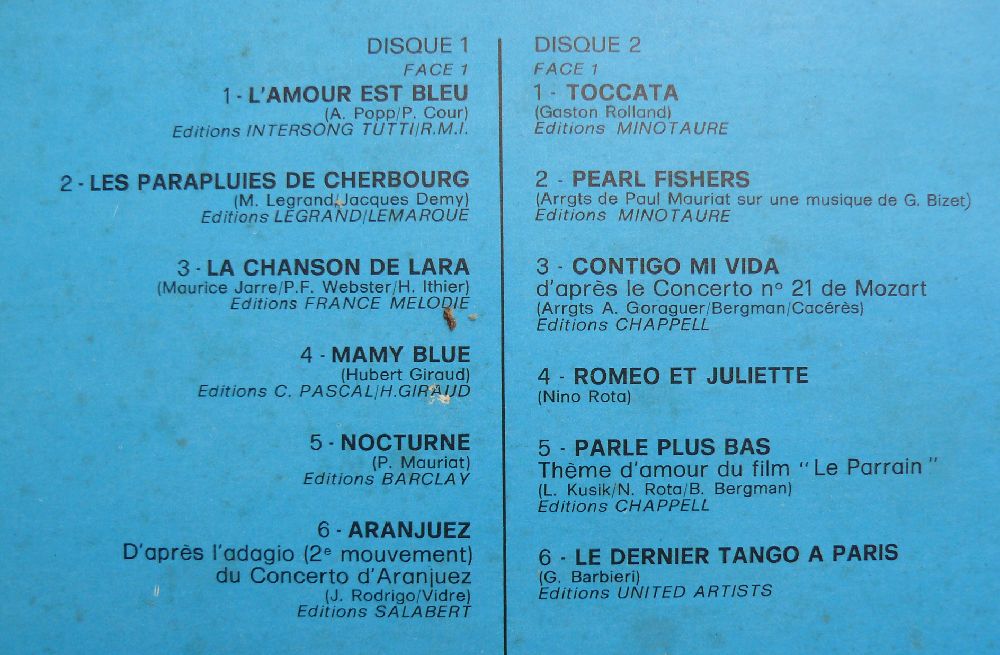 DISQUE 1
FACE 1
1 - L'AMOUR EST BLEU
(A. Popp/P. Cour)
Editions INTERSONG TUTTI/R.M.I.
2 - LES PARAPLUIES DE CHERBOURG
(M. Legrand/Jacques Demy)
Editions LEGRAND/LEMARQUE
3 - LA CHANSON DE LARA
(Maurice Jarre/P.F. Webster/H. Ithier)
Editions FRANCE MELODIE
4 - MAMY BLUE
(Hubert Giraud)
Editions C. PASCAL/H.GIRAUD
5 - NOCTURNE
(P. Mauriat)
Editions BARCLAY
6 - ARANJUEZ
D'après l'adagio (2e mouvement)
du Concerto d'Aranjuez
(J. Rodrigo/Vidre)
Editions SALABERT
DISQUE 2
FACE 1
1 - TOCCATA
(Gaston Rolland)
Editions MINOTAURE
2 - PEARL FISHERS
(Arrgts de Paul Mauriat sur une musique de G. Bizet)
Editions MINOTAURE
3 - CONTIGO MI VIDA
d'après le Concerto no 21 de Mozart
(Arrgts A. Goraguer/Bergman/Cacérès)
Editions CHAPPELL
4 - ROMEO ET JULIETTE
(Nino Rota)
5 - PARLE PLUS BAS
Thème d'amour du film "Le Parrain"
(L. Kusik/N. Rota/B. Bergman)
Editions CHAPPELL
6 - LE DERNIER TANGO A PARIS
(G. Barbieri)
Editions UNITED ARTISTS